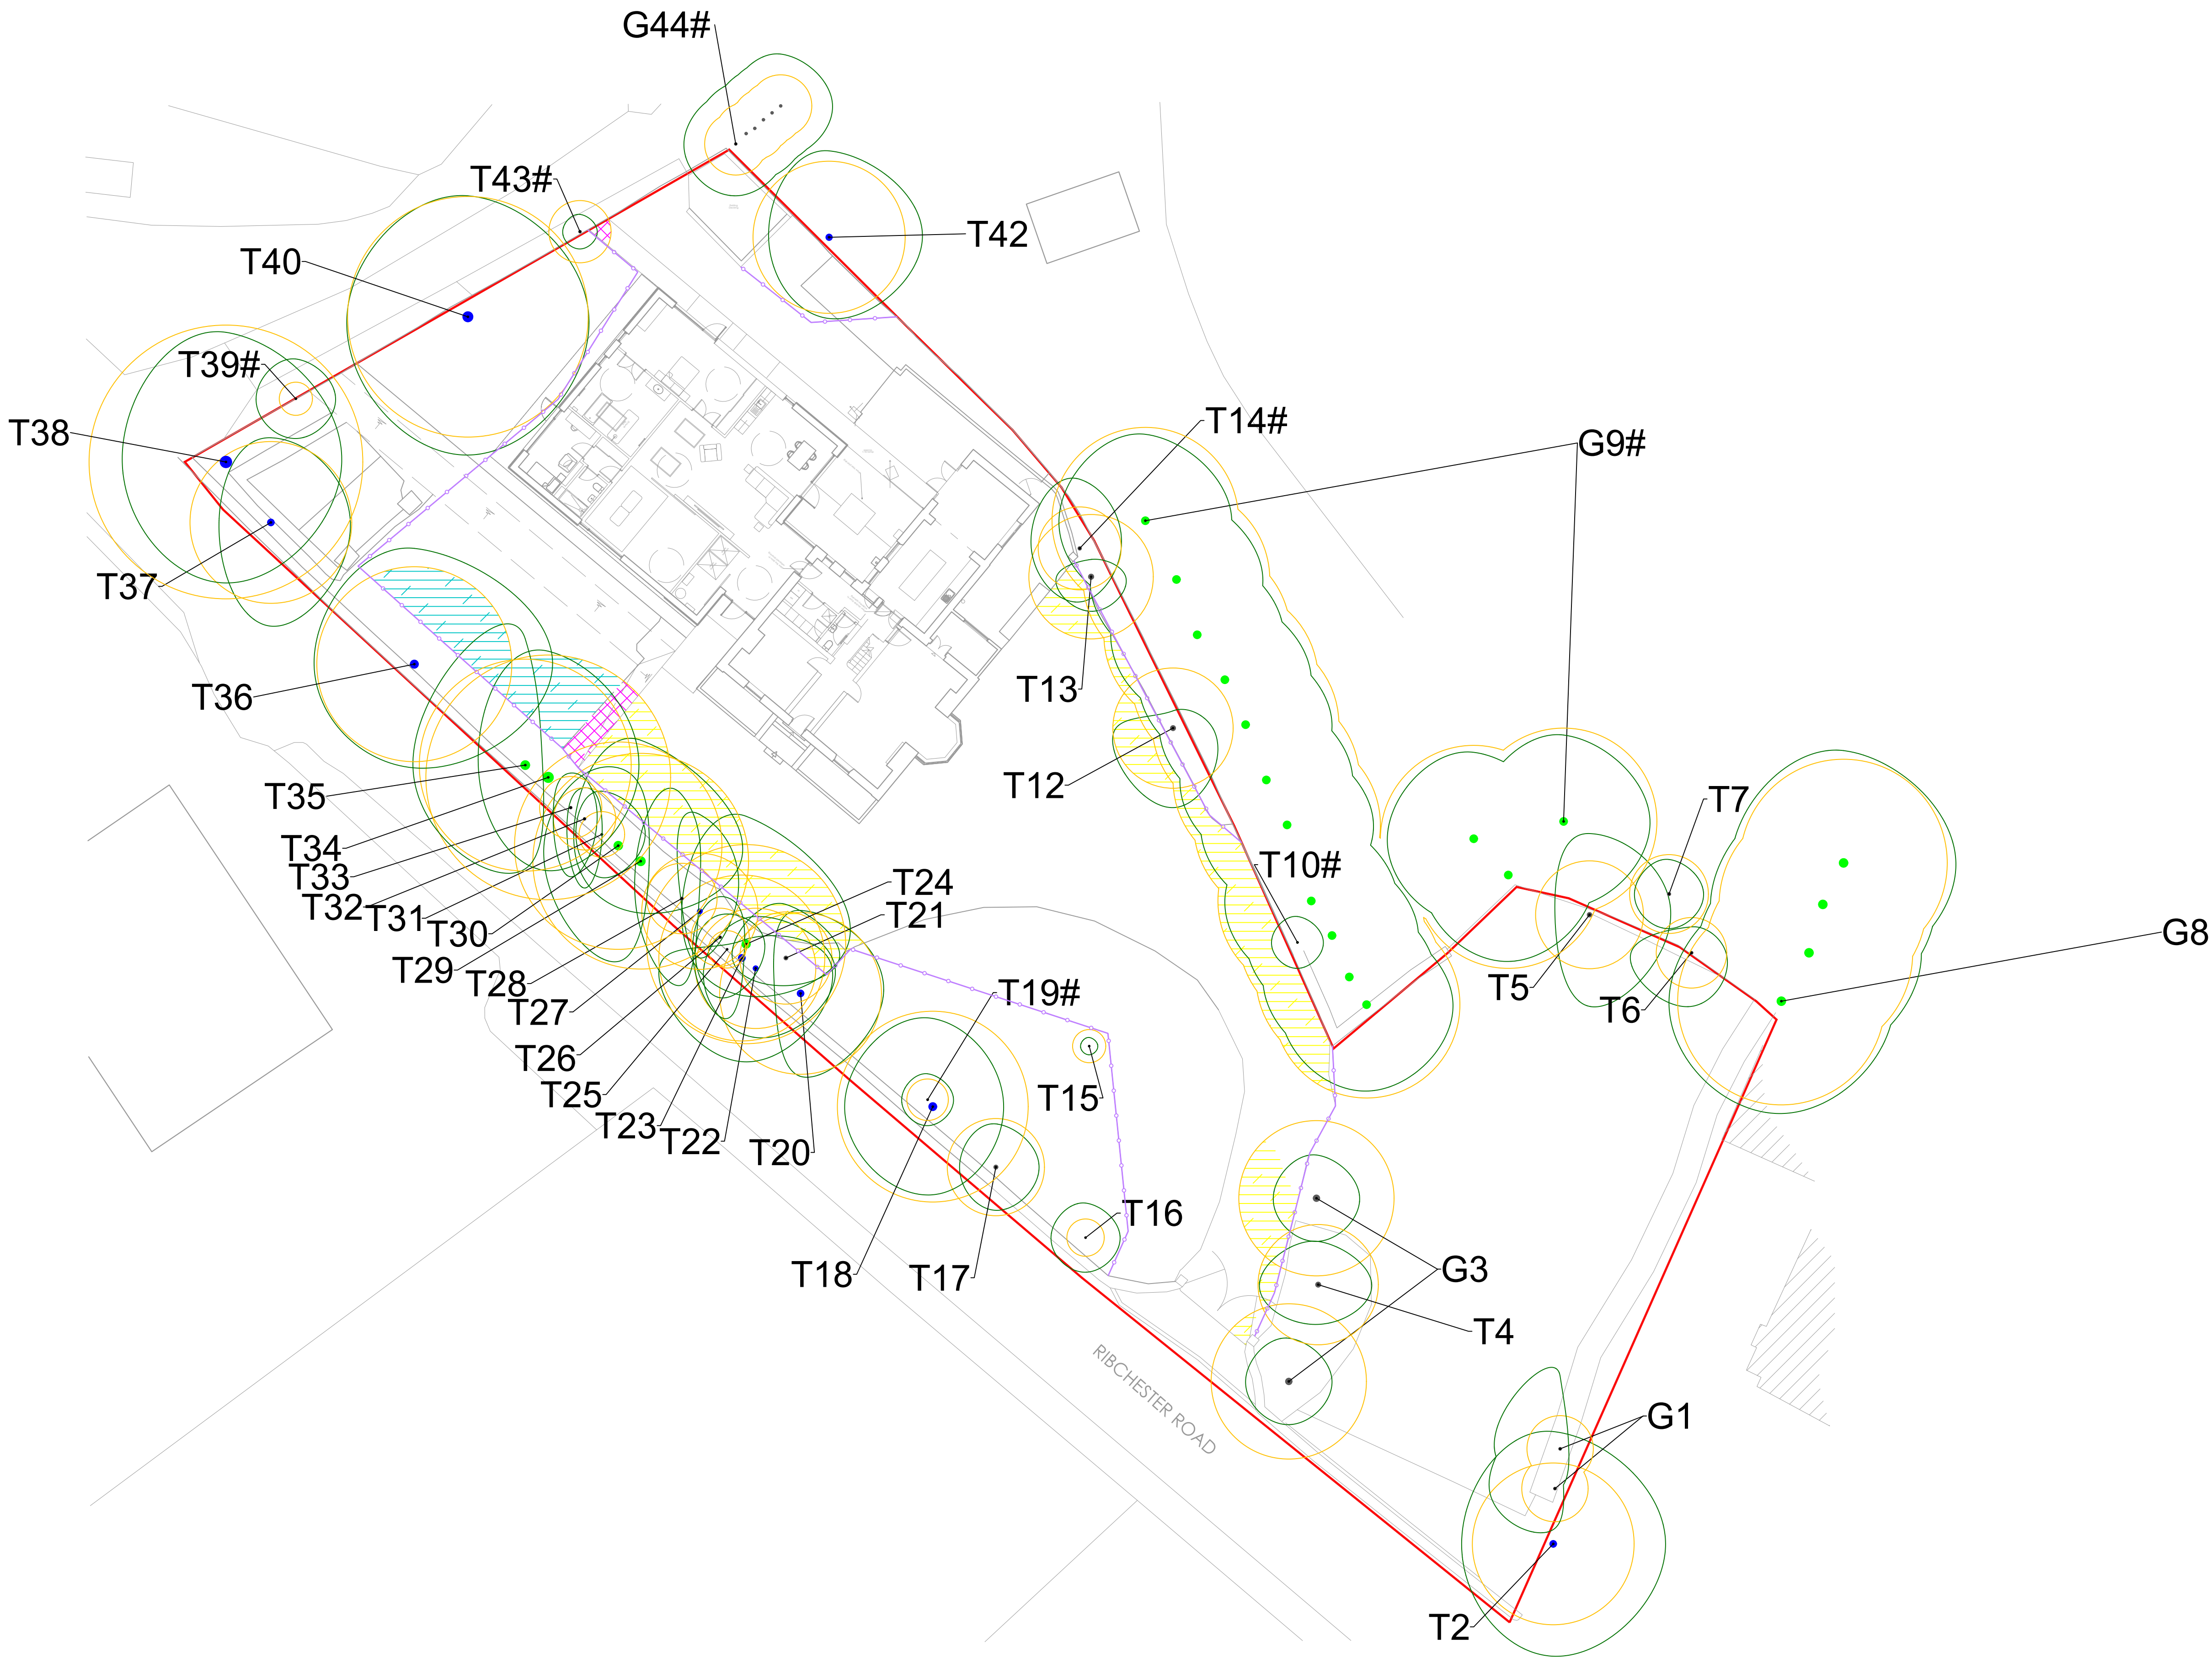 G44#
T43#
T42
T40
T39#
T38
T14#
G9#
T37
T13
T36
T12
T7
T35
T34
T33
T32
T31
T30
T29
T28
T27
T26
T25
T23
T22
T20
T24
T21
T10#
G8
T5
T6
T19#
T15
T16
T18
T17
G3
T4
RIBCHESTER ROAD
G1
T2